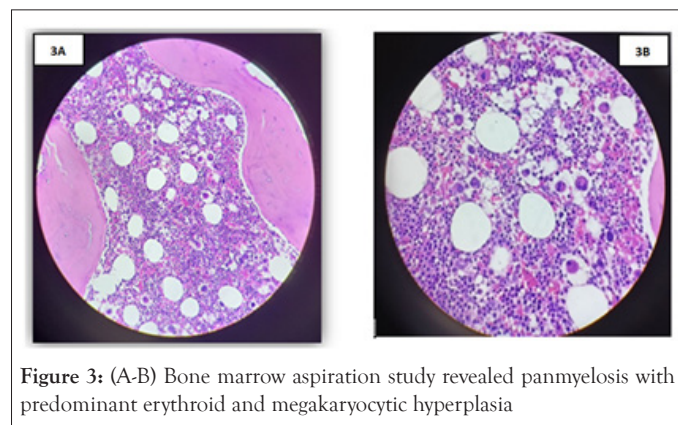 3A
3B
Figure 3: (A-B) Bone marrow aspiration study revealed panmyelosis with
predominant erythroid and megakaryocytic hyperplasia